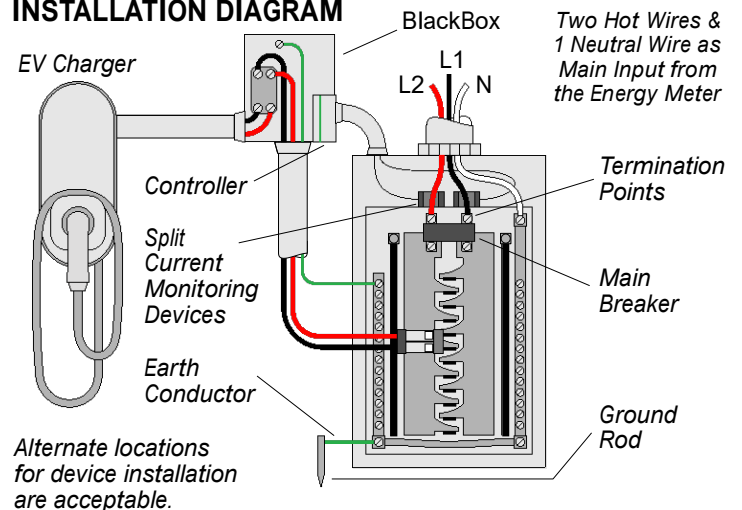 INSTALLATION DIAGRAM
BlackBox
Two Hot Wires &
1 Neutral Wire as
Main Input from
the Energy Meter
EV Charger
L1
L2
N
Controller
Termination
Points
Split
Current
Monitoring
Devices
Main
Breaker
Earth
Conductor
Ground
Rod
Alternate locations
for device installation
are acceptable.